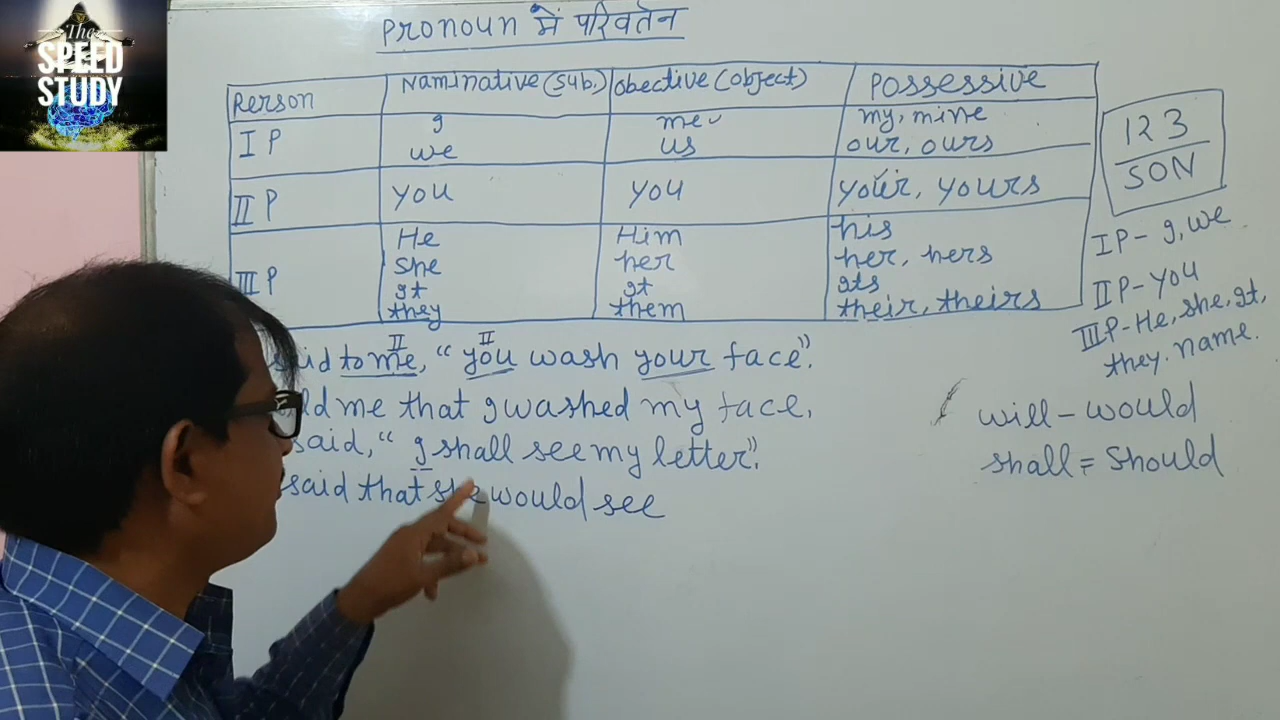 The
SPEED
STUDY
Pronoun में परिवर्तन
Person Naminative (Sub.) Obective (object) Possessive
I P I me my, mine
we us our, ours
II P you you your, yours
III P He Him his
she her her, hers
It It Its
they them their, theirs
123
SON
IP - I, we
IIP - you
IIIP - He, she, It,
they. name.
II II
said to me, “ you wash your face”.
me that I washed my face.
said, “ I shall see my letter”.
I
said that she would see
will - would
shall = should